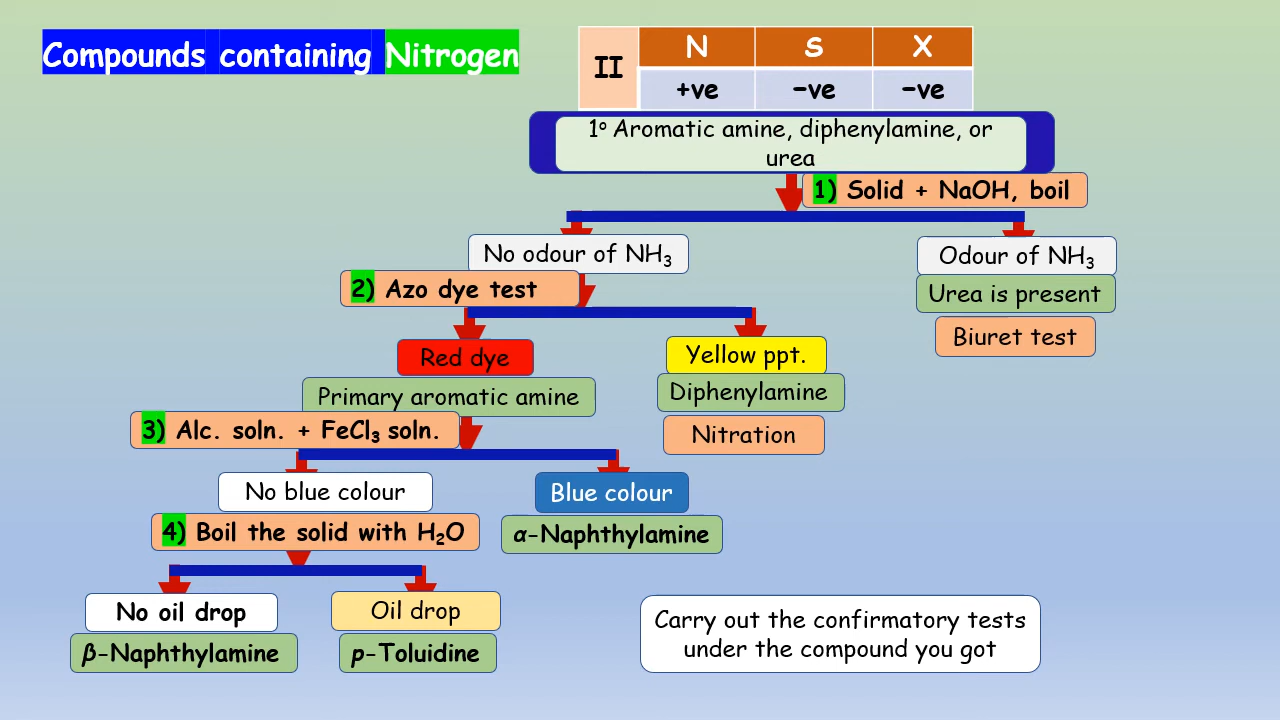 Compounds containing Nitrogen
II
N S X
+ve −ve −ve
1º Aromatic amine, diphenylamine, or
urea
1) Solid + NaOH, boil
No odour of NH₃
Odour of NH₃
2) Azo dye test
Urea is present
Biuret test
Red dye
Yellow ppt.
Primary aromatic amine
Diphenylamine
3) Alc. soln. + FeCl₃ soln.
Nitration
No blue colour
Blue colour
4) Boil the solid with H₂O
α-Naphthylamine
No oil drop
Oil drop
β-Naphthylamine
p-Toluidine
Carry out the confirmatory tests
under the compound you got